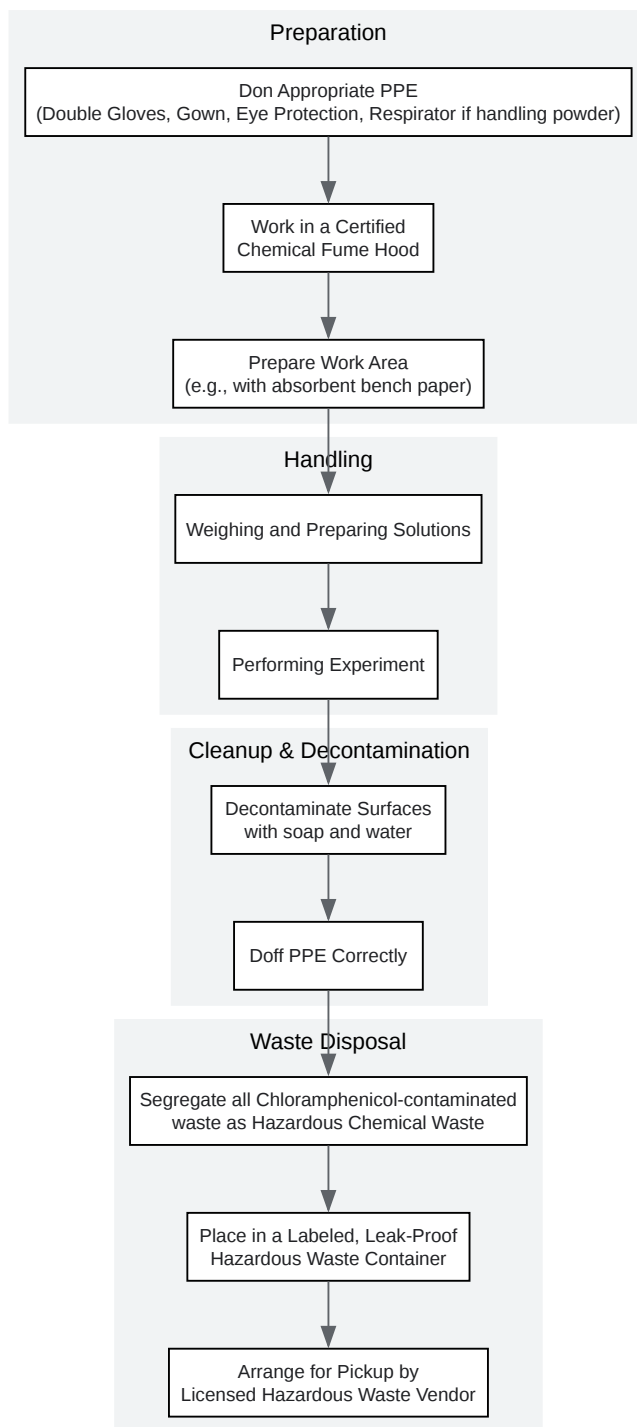 Preparation
Don Appropriate PPE
(Double Gloves, Gown, Eye Protection, Respirator if handling powder)
Work in a Certified
Chemical Fume Hood
Prepare Work Area
(e.g., with absorbent bench paper)
Handling
Weighing and Preparing Solutions
Performing Experiment
Cleanup & Decontamination
Decontaminate Surfaces
with soap and water
Doff PPE Correctly
Waste Disposal
Segregate all Chloramphenicol-contaminated
waste as Hazardous Chemical Waste
Place in a Labeled, Leak-Proof
Hazardous Waste Container
Arrange for Pickup by
Licensed Hazardous Waste Vendor